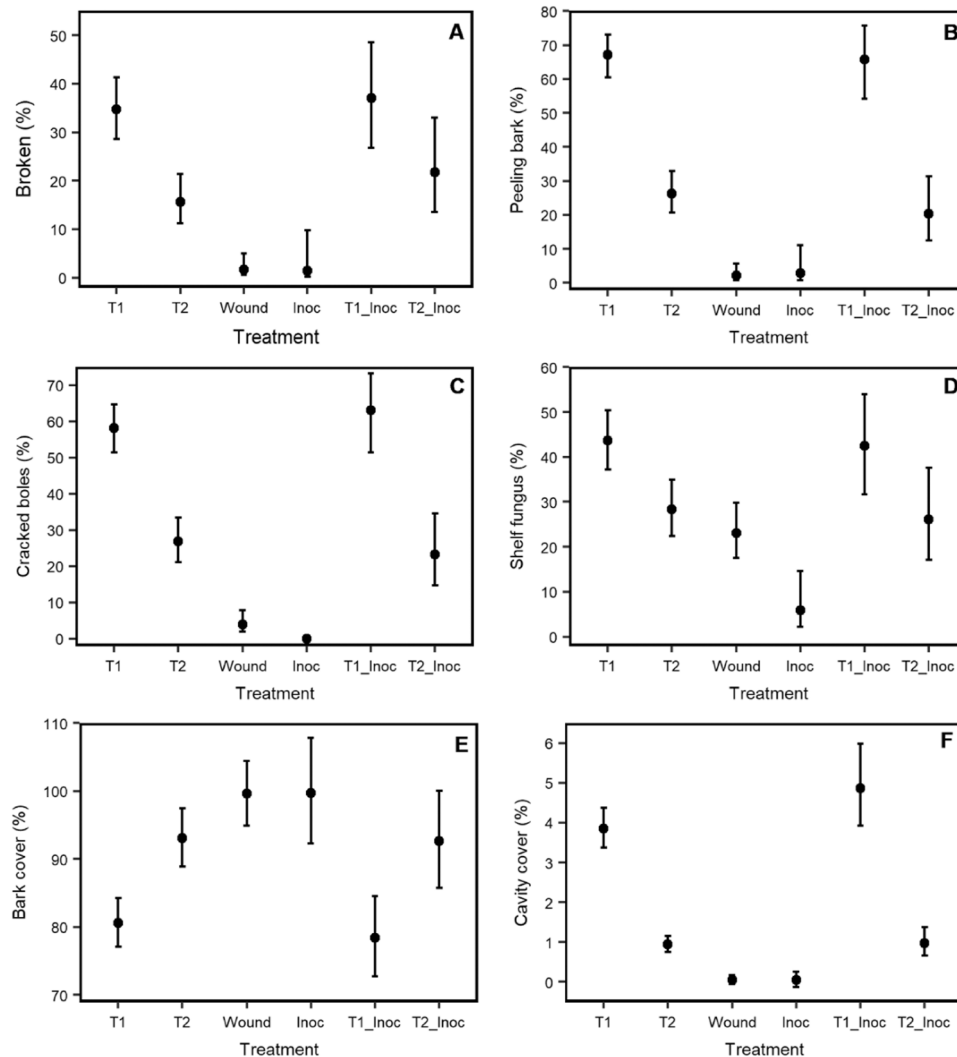 A
Broken (%)
50
40
30
20
10
0
T1 T2 Wound Inoc T1_Inoc T2_Inoc
Treatment
B
Peeling bark (%)
80
70
60
50
40
30
20
10
0
T1 T2 Wound Inoc T1_Inoc T2_Inoc
Treatment
C
Cracked boles (%)
70
60
50
40
30
20
10
0
T1 T2 Wound Inoc T1_Inoc T2_Inoc
Treatment
D
Shelf fungus (%)
60
50
40
30
20
10
0
T1 T2 Wound Inoc T1_Inoc T2_Inoc
Treatment
E
Bark cover (%)
110
100
90
80
70
T1 T2 Wound Inoc T1_Inoc T2_Inoc
Treatment
F
Cavity cover (%)
6
5
4
3
2
1
0
T1 T2 Wound Inoc T1_Inoc T2_Inoc
Treatment